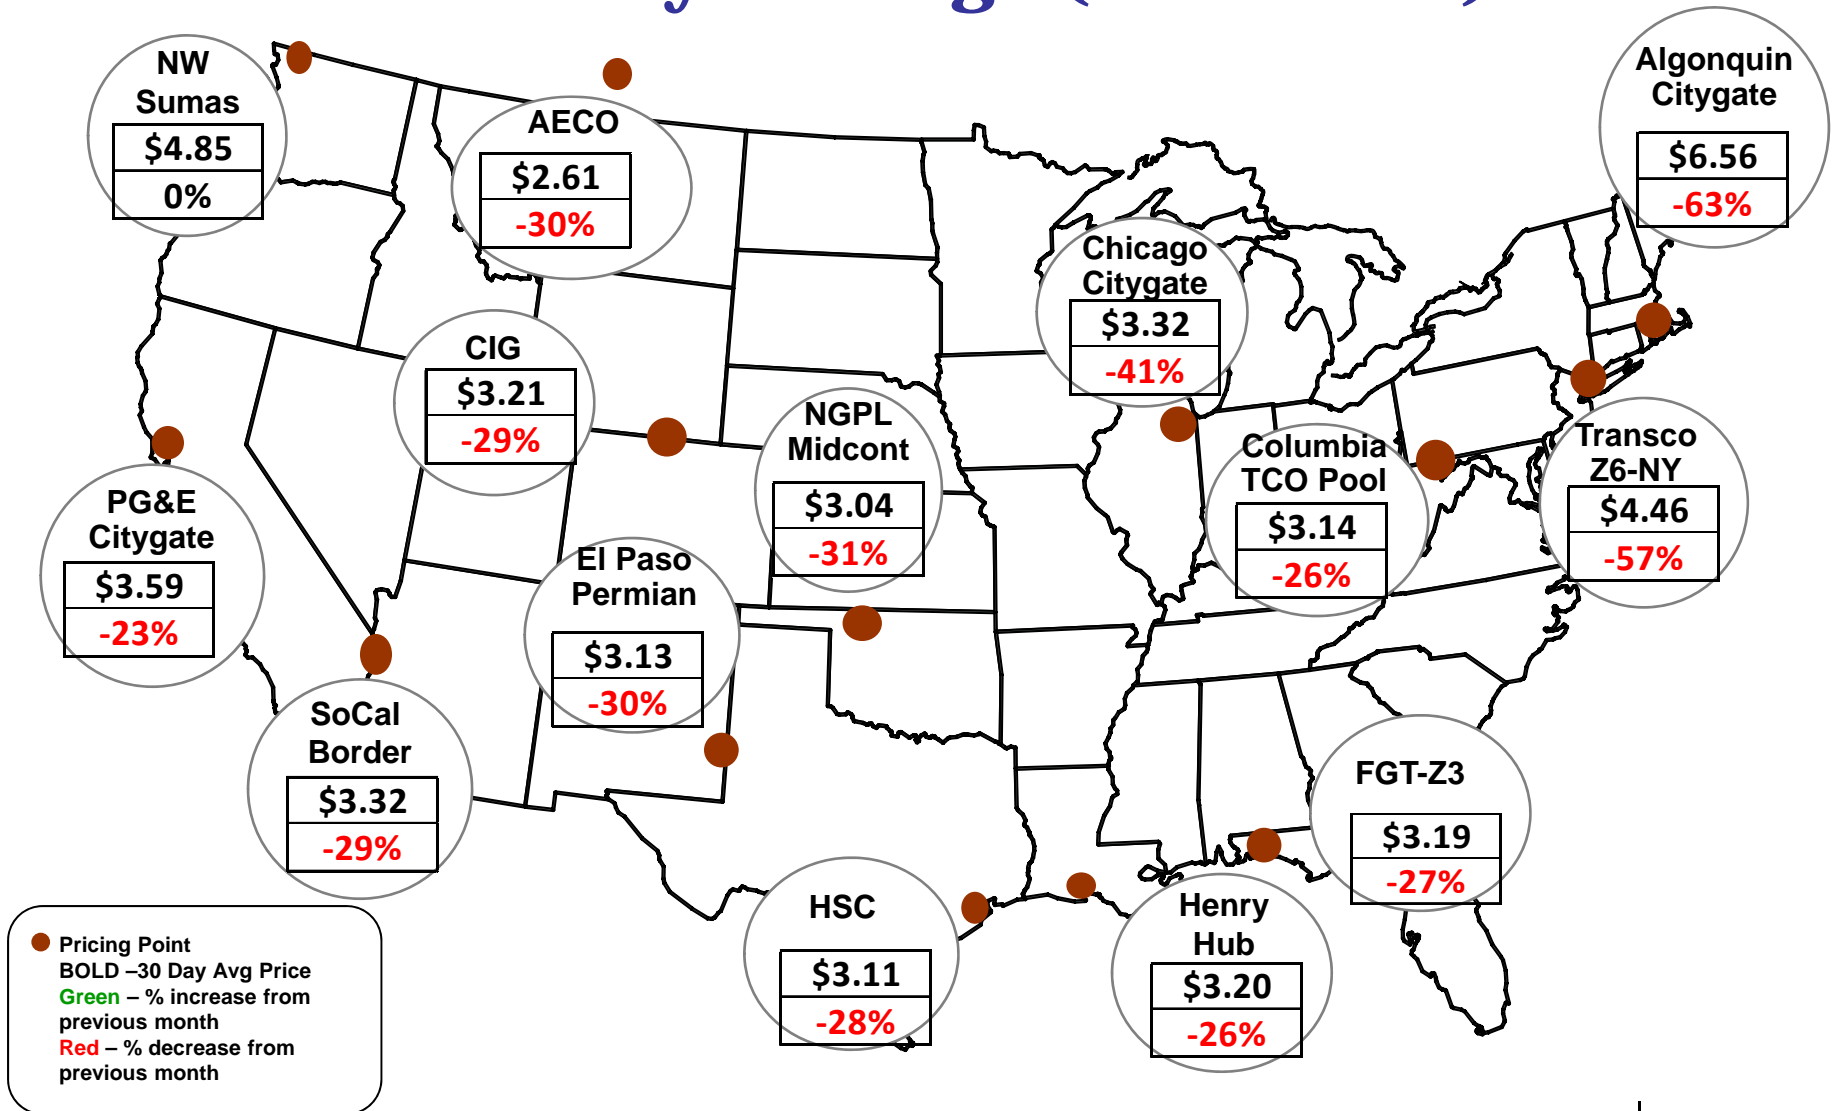 NW
Sumas
$4.85
0%
AECO
$2.61
-30%
Algonquin
Citygate
$6.56
-63%
Chicago
Citygate
$3.32
-41%
CIG
$3.21
-29%
NGPL
Midcont
$3.04
-31%
Columbia
TCO Pool
$3.14
-26%
Transco
Z6-NY
$4.46
-57%
PG&E
Citygate
$3.59
-23%
El Paso
Permian
$3.13
-30%
SoCal
Border
$3.32
-29%
FGT-Z3
$3.19
-27%
HSC
$3.11
-28%
Henry
Hub
$3.20
-26%
Pricing Point
BOLD –30 Day Avg Price
Green – % increase from
previous month
Red – % decrease from
previous month